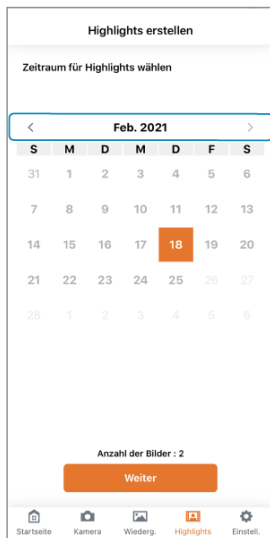 Highlights erstellen
Zeitraum für Highlights wählen
< Feb. 2021 >
S M D M D F S
31 1 2 3 4 5 6
7 8 9 10 11 12 13
14 15 16 17 18 19 20
21 22 23 24 25 26 27
28 1 2 3 4 5 6
Anzahl der Bilder : 2
Weiter
Startseite Kamera Wiederg. Highlights Einstell.